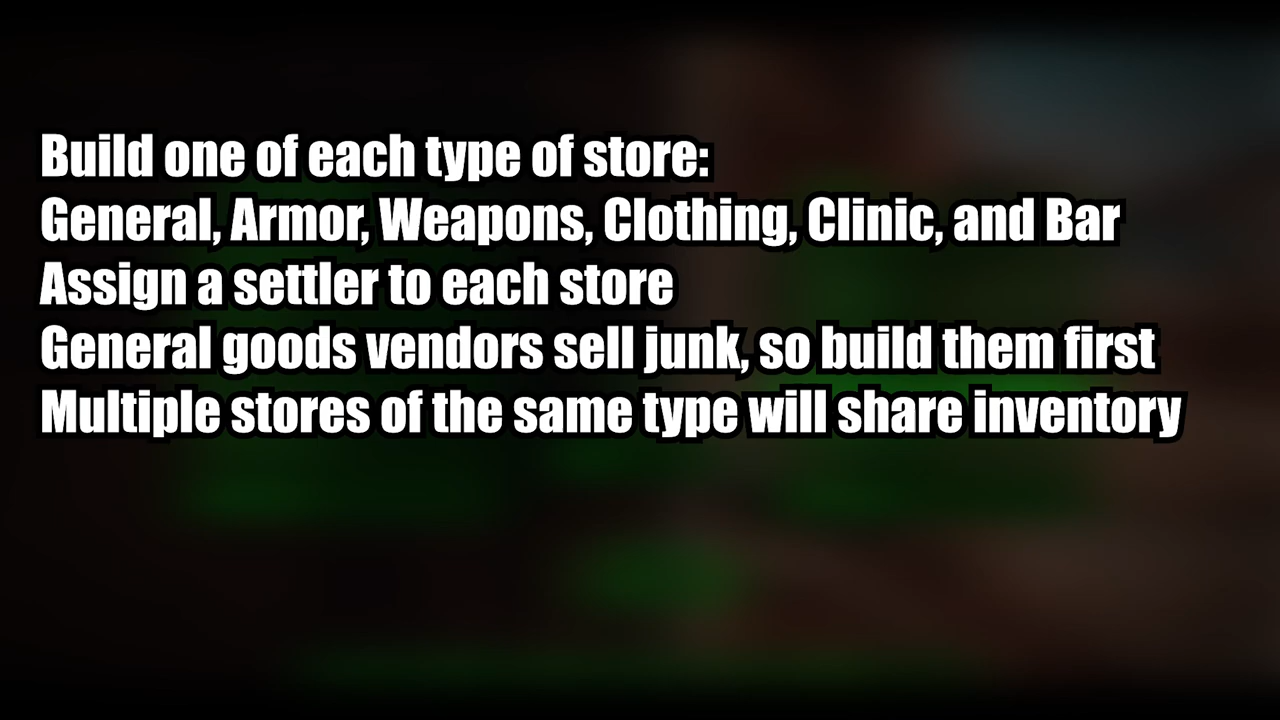 Build one of each type of store:
General, Armor, Weapons, Clothing, Clinic, and Bar
Assign a settler to each store
General goods vendors sell junk, so build them first
Multiple stores of the same type will share inventory